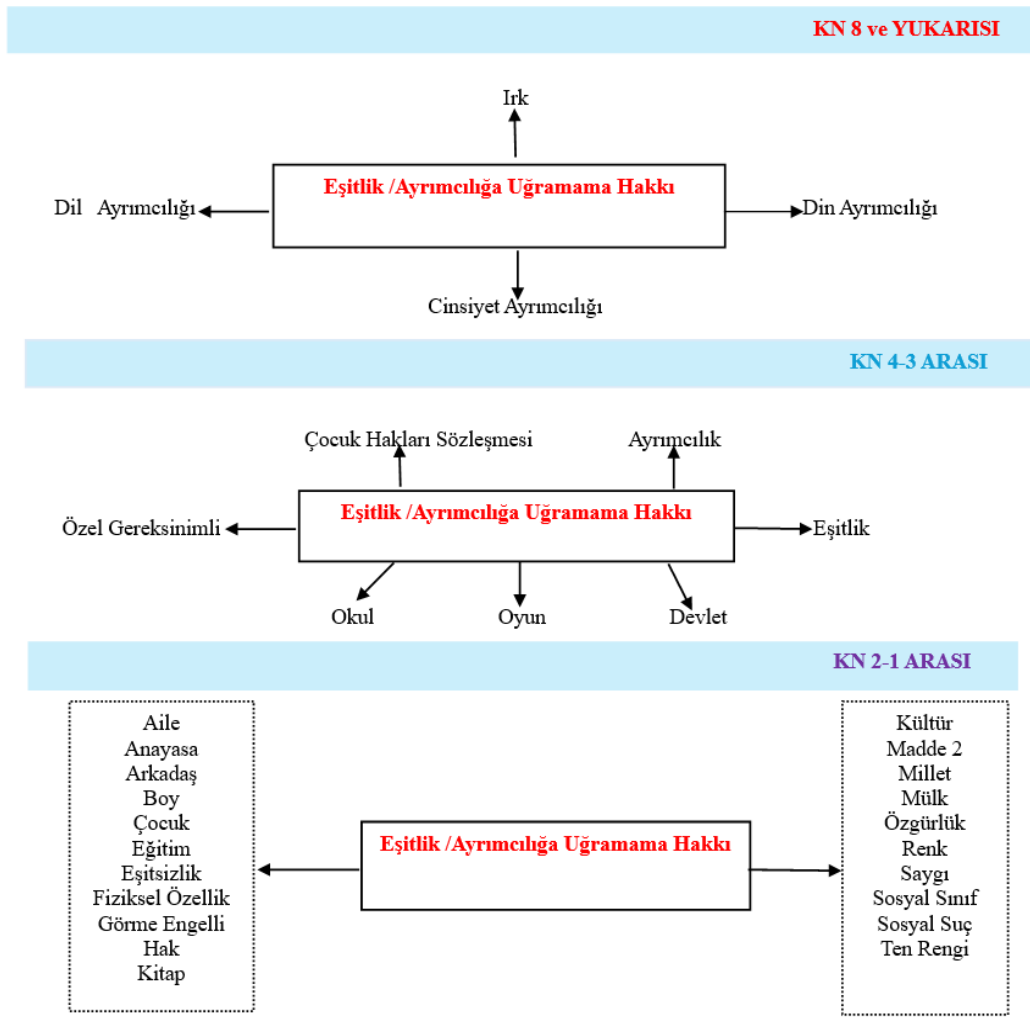 KN 8 ve YUKARISI
Irk
Eşitlik /Ayrımcılığa Uğramama Hakkı
Dil Ayrımcılığı
Din Ayrımcılığı
Cinsiyet Ayrımcılığı
KN 4-3 ARASI
Çocuk Hakları Sözleşmesi
Ayrımcılık
Eşitlik /Ayrımcılığa Uğramama Hakkı
Özel Gereksinimli
Eşitlik
Okul
Oyun
Devlet
KN 2-1 ARASI
Aile
Anayasa
Arkadaş
Boy
Çocuk
Eğitim
Eşitsizlik
Fiziksel Özellik
Görme Engelli
Hak
Kitap
Eşitlik /Ayrımcılığa Uğramama Hakkı
Kültür
Madde 2
Millet
Mülk
Özgürlük
Renk
Saygı
Sosyal Sınıf
Sosyal Suç
Ten Rengi